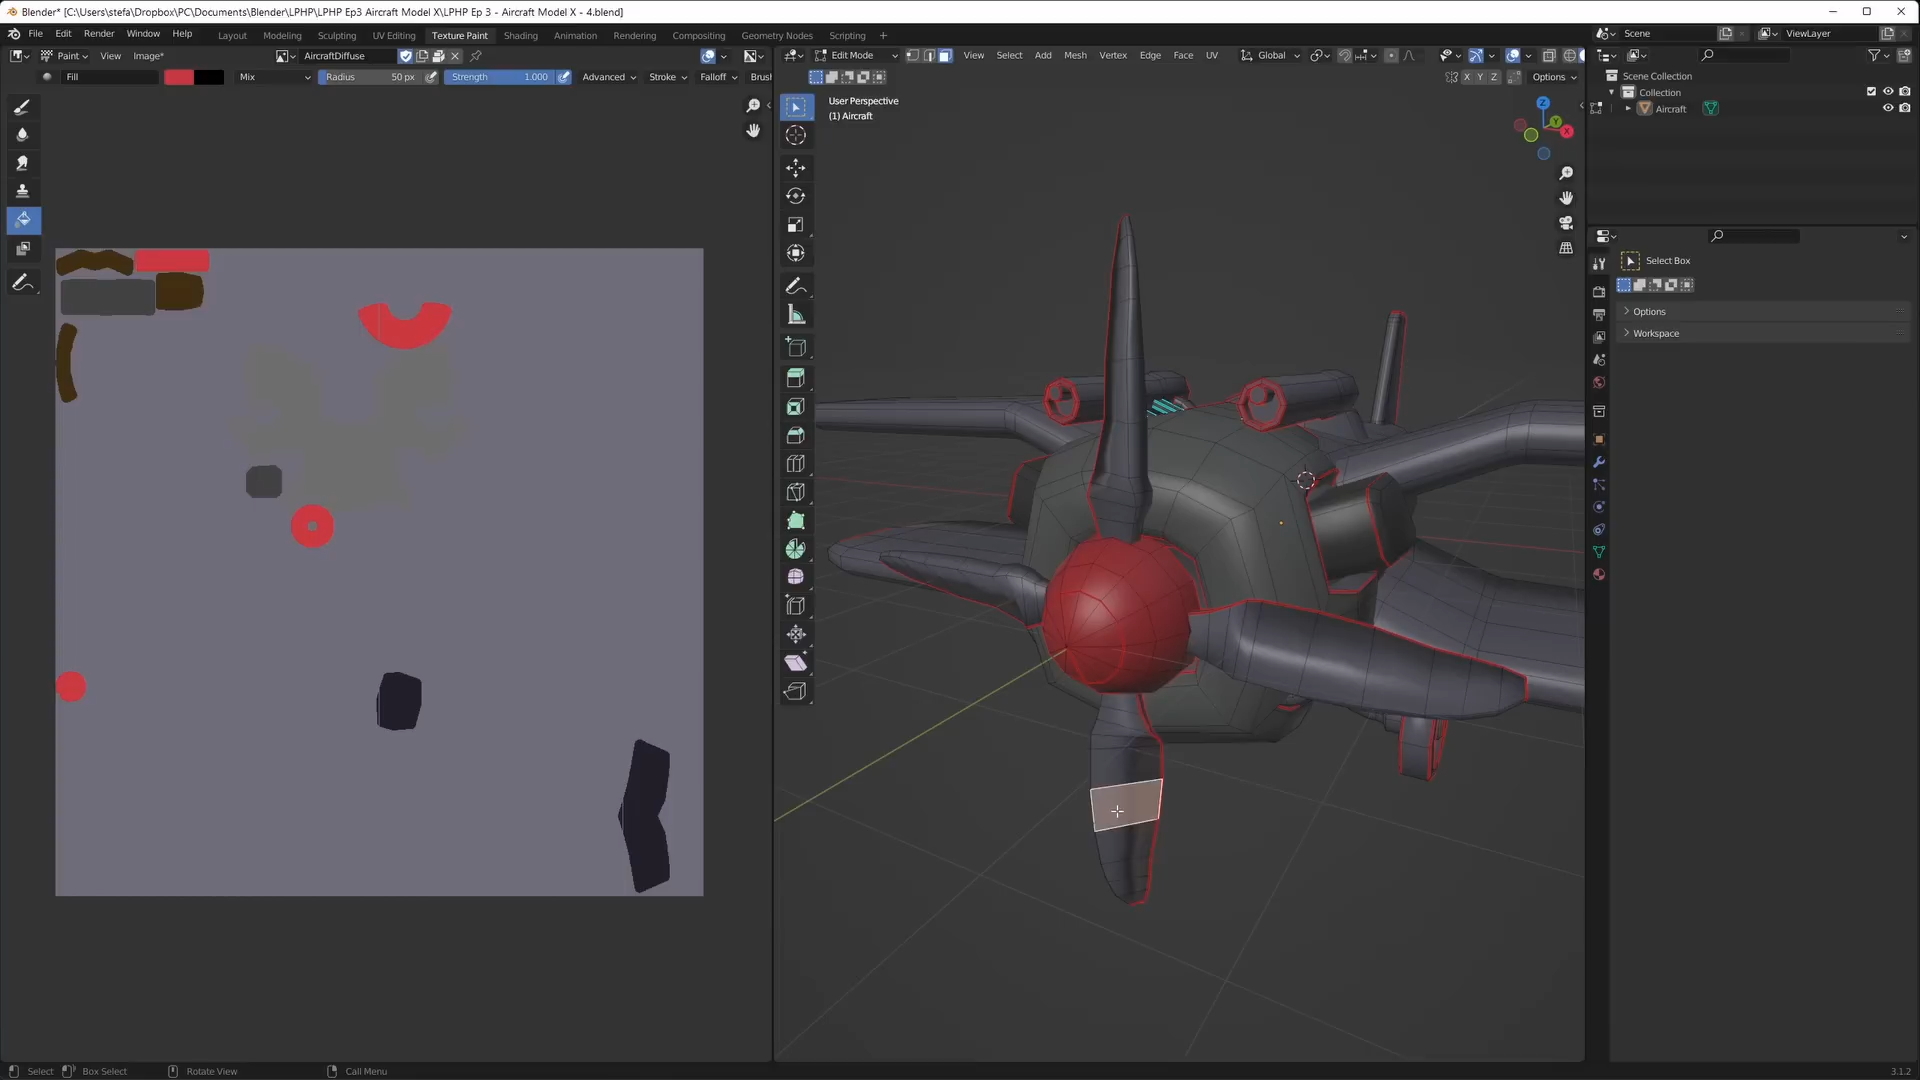 Blender* [C:\Users\stefa\Dropbox\PC\Documents\Blender\LPHP\LPHP Ep3 Aircraft Model X\LPHP Ep 3 - Aircraft Model X - 4.blend]
File Edit Render Window Help Layout Modeling Sculpting UV Editing Texture Paint Shading Animation Rendering Compositing Geometry Nodes Scripting + Scene ViewLayer
Paint View Image* AircraftDiffuse Edit Mode View Select Add Mesh Vertex Edge Face UV Global
Fill Mix Radius 50 px Strength 1.000 Advanced Stroke Falloff Brush X Y Z Options
Scene Collection
Collection
Aircraft
User Perspective
(1) Aircraft
Z
Y
X
Select Box
Options
Workspace
Select Box Select Rotate View Call Menu 3.1.2